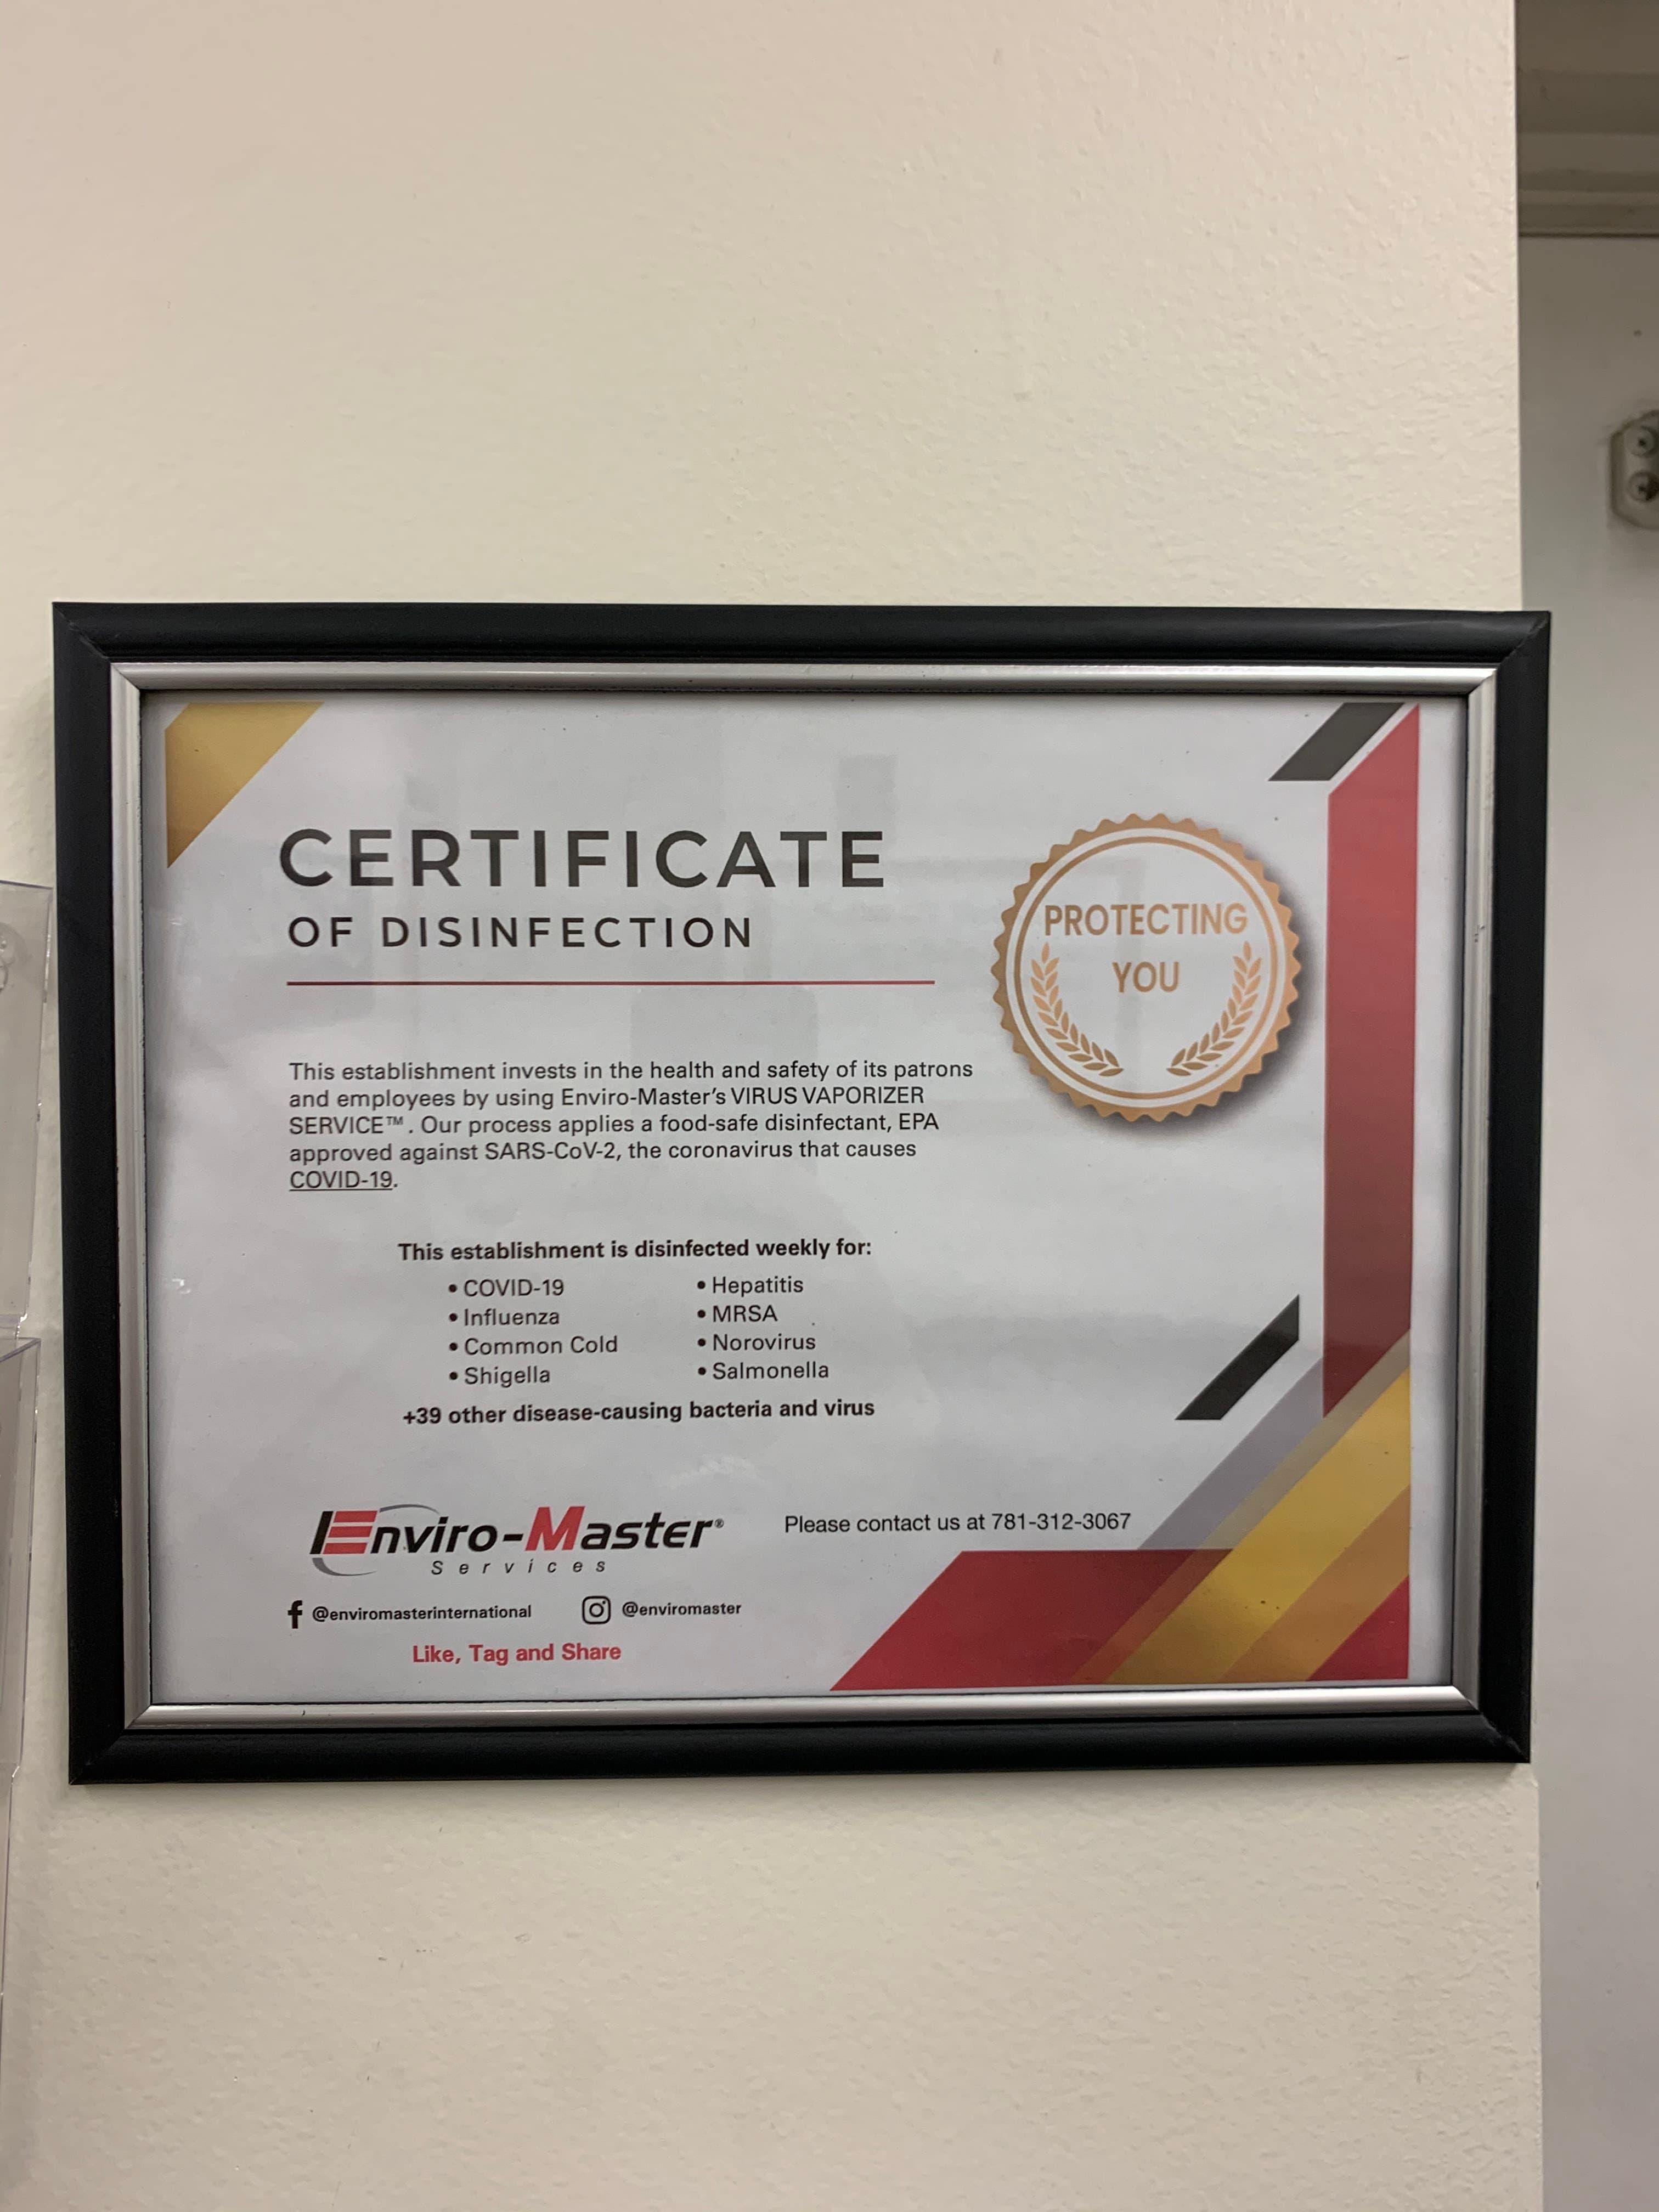 CERTIFICATE
OF DISINFECTION
PROTECTING
YOU
This establishment invests in the health and safety of its patrons
and employees by using Enviro-Master's VIRUS VAPORIZER
SERVICE™. Our process applies a food-safe disinfectant, EPA
approved against SARS-CoV-2, the coronavirus that causes
COVID-19.
This establishment is disinfected weekly for:
• COVID-19
• Influenza
• Common Cold
• Shigella
• Hepatitis
• MRSA
• Norovirus
• Salmonella
+39 other disease-causing bacteria and virus
Enviro-Master®
Services
Please contact us at 781-312-3067
@enviromasterinternational
@enviromaster
Like, Tag and Share